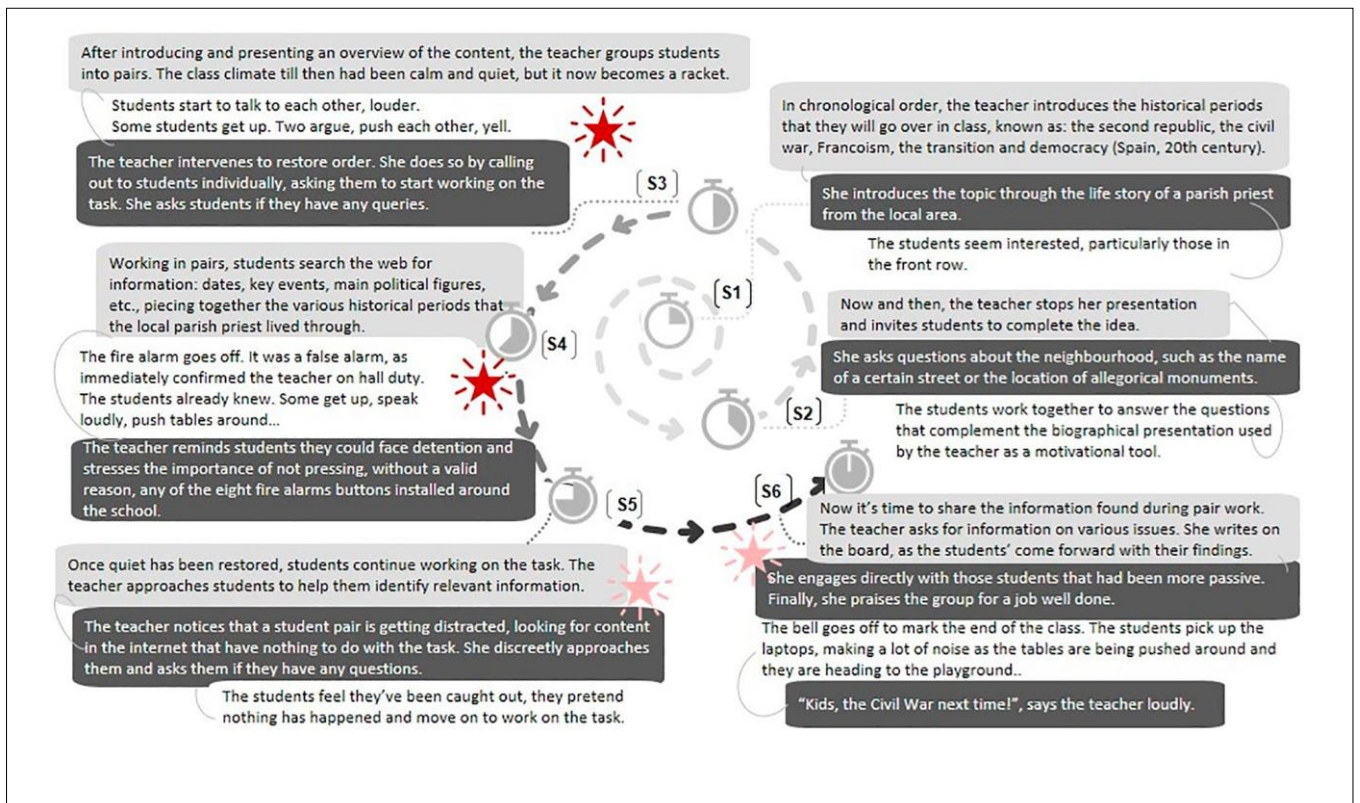 After introducing and presenting an overview of the content, the teacher groups students
into pairs. The class climate till then had been calm and quiet, but it now becomes a racket.
Students start to talk to each other, louder.
Some students get up. Two argue, push each other, yell.
The teacher intervenes to restore order. She does so by calling
out to students individually, asking them to start working on the
task. She asks students if they have any queries.
S3
In chronological order, the teacher introduces the historical periods
that they will go over in class, known as: the second republic, the civil
war, Francoism, the transition and democracy (Spain, 20th century).
She introduces the topic through the life story of a parish priest
from the local area.
The students seem interested, particularly those in
the front row.
S1
Working in pairs, students search the web for
information: dates, key events, main political figures,
etc., piecing together the various historical periods that
the local parish priest lived through.
S4
The fire alarm goes off. It was a false alarm, as
immediately confirmed the teacher on hall duty.
The students already knew. Some get up, speak
loudly, push tables around...
The teacher reminds students they could face detention and
stresses the importance of not pressing, without a valid
reason, any of the eight fire alarms buttons installed around
the school.
Now and then, the teacher stops her presentation
and invites students to complete the idea.
She asks questions about the neighbourhood, such as the name
of a certain street or the location of allegorical monuments.
S2
The students work together to answer the questions
that complement the biographical presentation used
by the teacher as a motivational tool.
S5
S6
Once quiet has been restored, students continue working on the task. The
teacher approaches students to help them identify relevant information.
The teacher notices that a student pair is getting distracted, looking for content
in the internet that have nothing to do with the task. She discreetly approaches
them and asks them if they have any questions.
The students feel they've been caught out, they pretend
nothing has happened and move on to work on the task.
Now it's time to share the information found during pair work.
The teacher asks for information on various issues. She writes on
the board, as the students' come forward with their findings.
She engages directly with those students that had been more passive.
Finally, she praises the group for a job well done.
The bell goes off to mark the end of the class. The students pick up the
laptops, making a lot of noise as the tables are being pushed around and
they are heading to the playground..
"Kids, the Civil War next time!", says the teacher loudly.